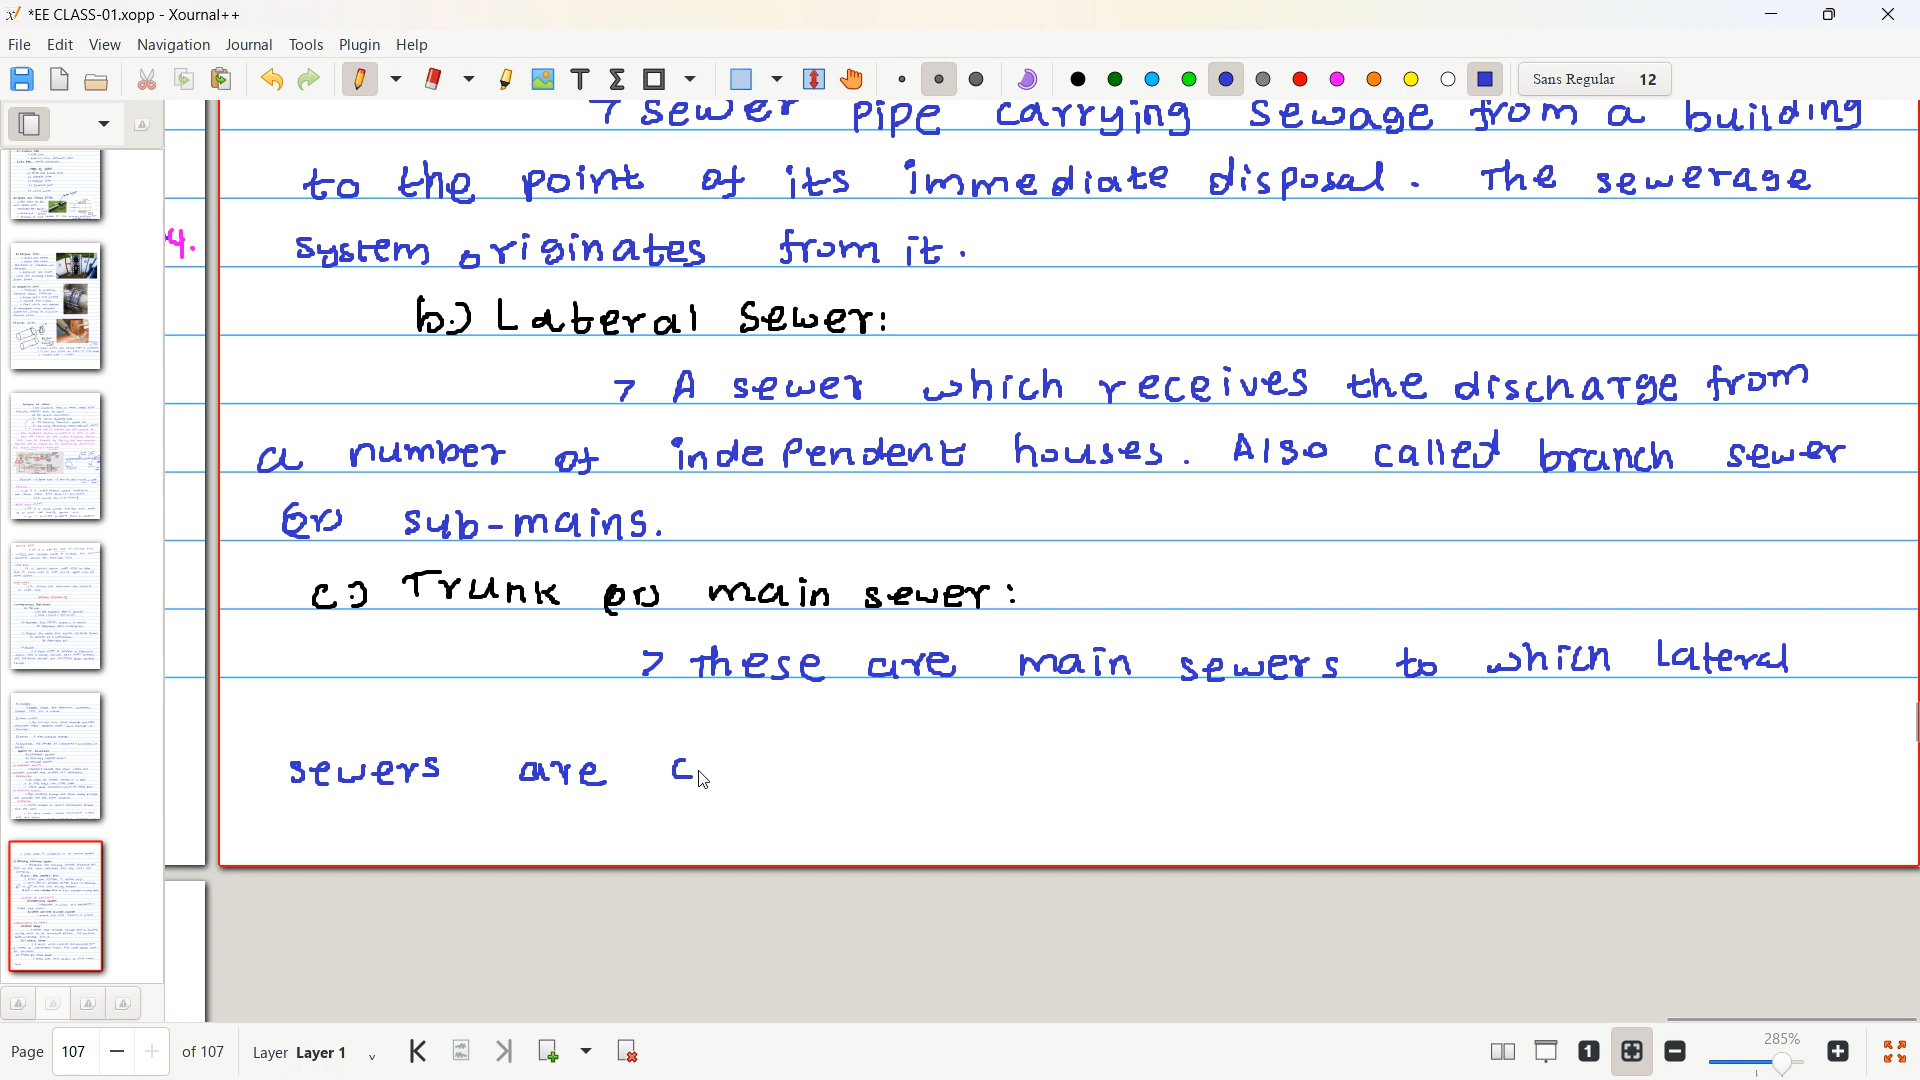 *EE CLASS-01.xopp - Xournal++
File Edit View Navigation Journal Tools Plugin Help
Sans Regular 12
> sewer pipe carrying sewage from a building
to the point of its immediate disposal. The sewerage
4.
system originates from it.
b.) Lateral sewer:
> A sewer which receives the discharge from
a number of independent houses. Also called branch sewer
(or) sub-mains.
c.) Trunk (or) main sewer:
> these are main sewers to which lateral
sewers are c
Page 107 of 107 Layer Layer 1 285%